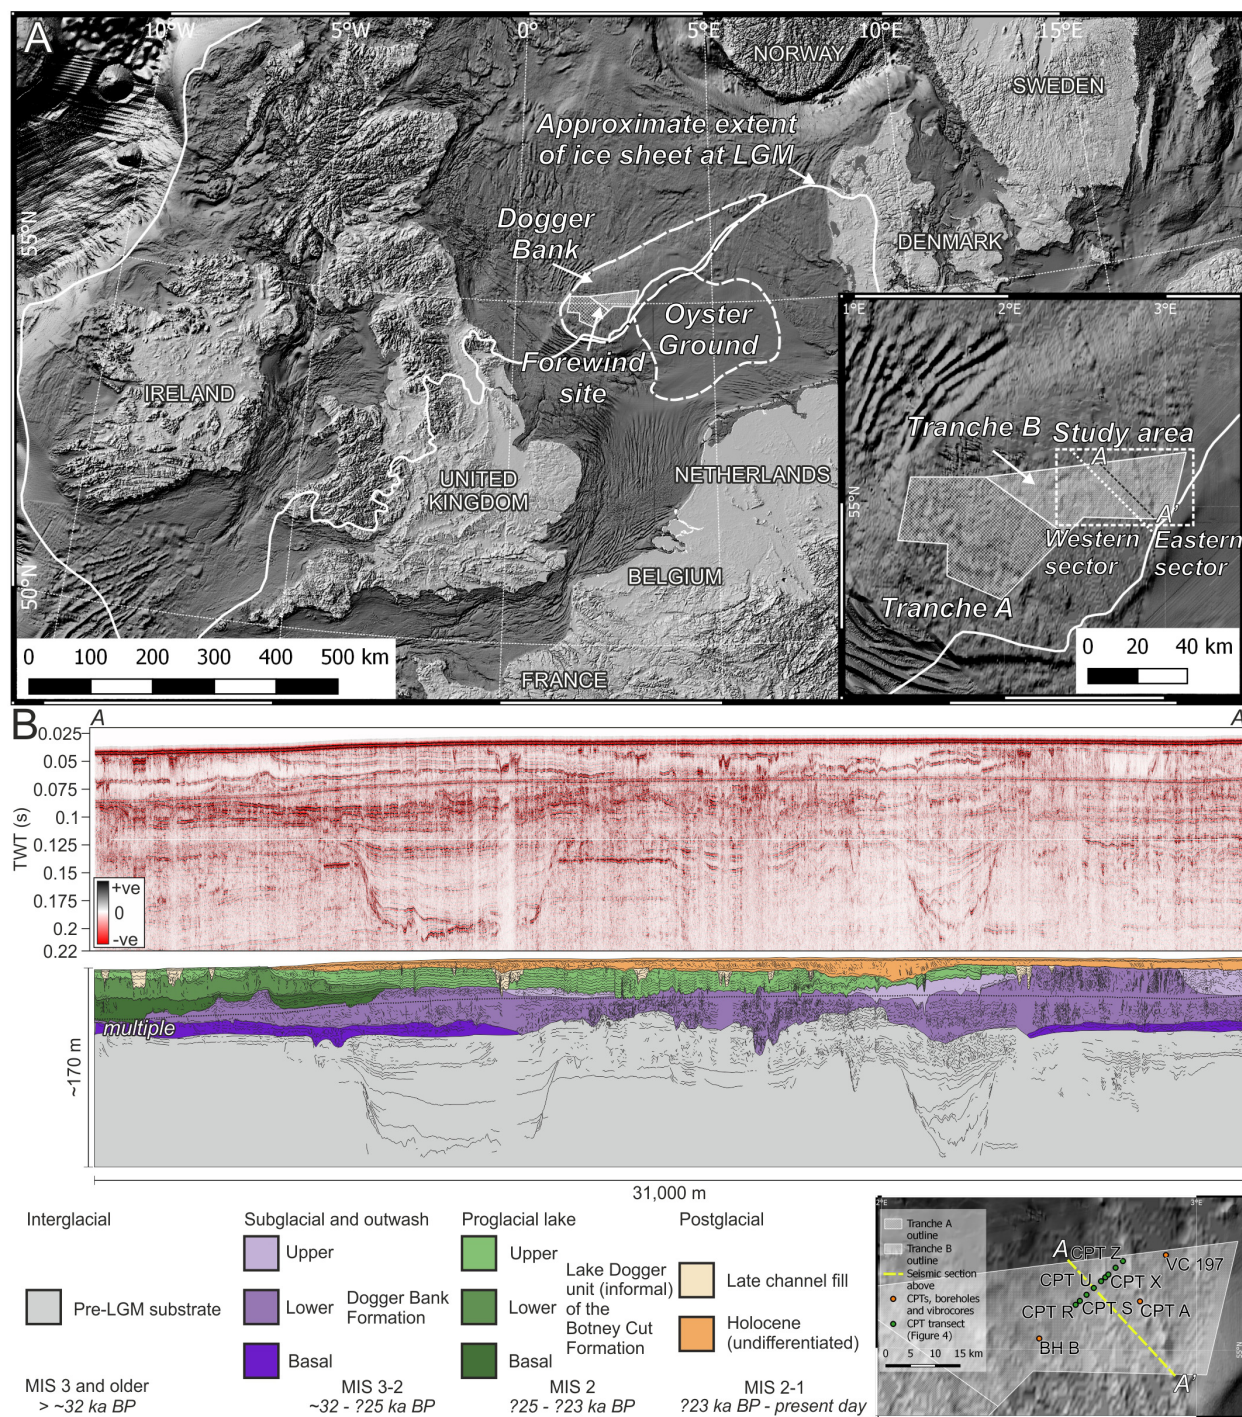 A
10°W
5°W
0°
5°E
10°E
15°E
NORWAY
SWEDEN
Approximate extent
of ice sheet at LGM
55°N
Dogger
Bank
DENMARK
Oyster
Ground
Forewind
site
IRELAND
UNITED
KINGDOM
NETHERLANDS
BELGIUM
50°N
FRANCE
0 100 200 300 400 500 km
1°E
2°E
3°E
Tranche B
Study area
A
55°N
A'
Western
sector
Eastern
sector
Tranche A
0 20 40 km
B
A
A
0.025
0.05
0.075
0.1
0.125
0.15
0.175
0.2
0.22
TWT (s)
+ve
0
-ve
multiple
~170 m
31,000 m
Interglacial
Pre-LGM substrate
MIS 3 and older
> ~32 ka BP
Subglacial and outwash
Upper
Lower
Basal
Dogger Bank
Formation
MIS 3-2
~32 - ?25 ka BP
Proglacial lake
Upper
Lower
Basal
Lake Dogger
unit (informal)
of the
Botney Cut
Formation
MIS 2
?25 - ?23 ka BP
Postglacial
Late channel fill
Holocene
(undifferentiated)
MIS 2-1
?23 ka BP - present day
2°E
3°E
Tranche A
outline
Tranche B
outline
Seismic section
above
CPTs, boreholes
and vibrocores
CPT transect
(Figure 4)
0 5 10 15 km
A
CPT Z
VC 197
CPT U
CPT X
CPT R
CPT S
CPT A
BH B
55°N
A'